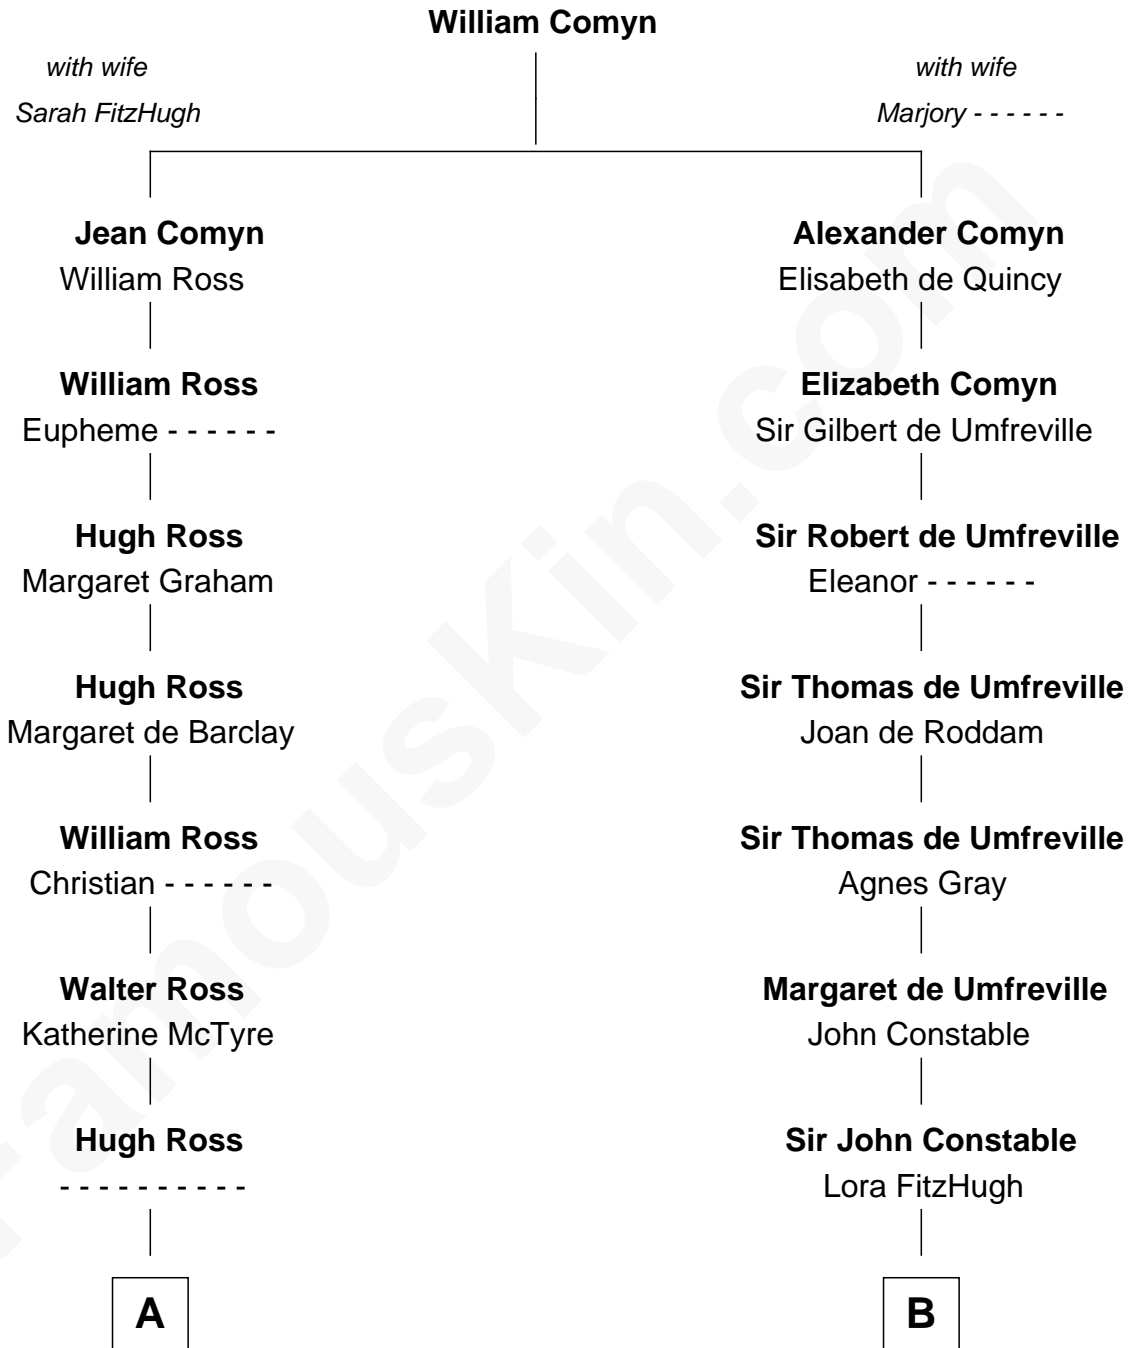 William Comyn
with wife
Sarah FitzHugh
with wife
Marjory - - - - - -
Jean Comyn
William Ross
Alexander Comyn
Elisabeth de Quincy
William Ross
Eupheme - - - - - -
Elizabeth Comyn
Sir Gilbert de Umfreville
Hugh Ross
Margaret Graham
Sir Robert de Umfreville
Eleanor - - - - - -
Hugh Ross
Margaret de Barclay
Sir Thomas de Umfreville
Joan de Roddam
William Ross
Christian - - - - - -
Sir Thomas de Umfreville
Agnes Gray
Walter Ross
Katherine McTyre
Margaret de Umfreville
John Constable
Hugh Ross
- - - - - - - - - -
Sir John Constable
Lora FitzHugh
A
B
FamousKin.com